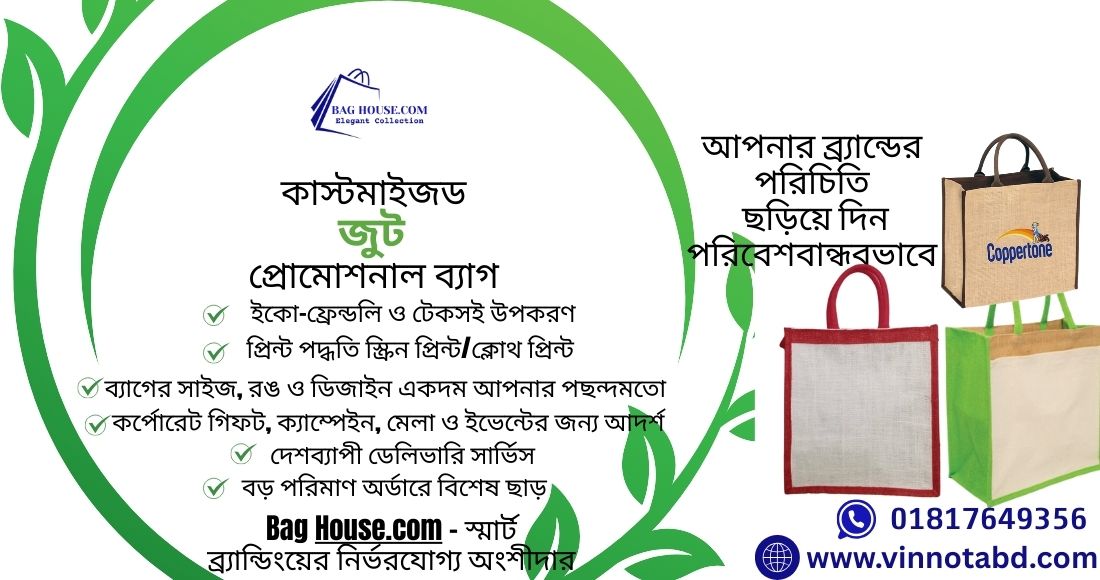 BAG HOUSE.COM
Elegant Collection
কাস্টমাইজড
জুট
প্রোমোশনাল ব্যাগ
ইকো-ফ্রেন্ডলি ও টেকসই উপকরণ
প্রিন্ট পদ্ধতি স্ক্রিন প্রিন্ট/ক্লোথ প্রিন্ট
ব্যাগের সাইজ, রঙ ও ডিজাইন একদম আপনার পছন্দমতো
কর্পোরেট গিফট, ক্যাম্পেইন, মেলা ও ইভেন্টের জন্য আদর্শ
দেশব্যাপী ডেলিভারি সার্ভিস
বড় পরিমাণ অর্ডারে বিশেষ ছাড়
Bag House.com - স্মার্ট
ব্র্যান্ডিংয়ের নির্ভরযোগ্য অংশীদার
আপনার ব্র্যান্ডের
পরিচিতি
ছড়িয়ে দিন
পরিবেশবান্ধবভাবে
Coppertone
01817649356
www.vinnotabd.com